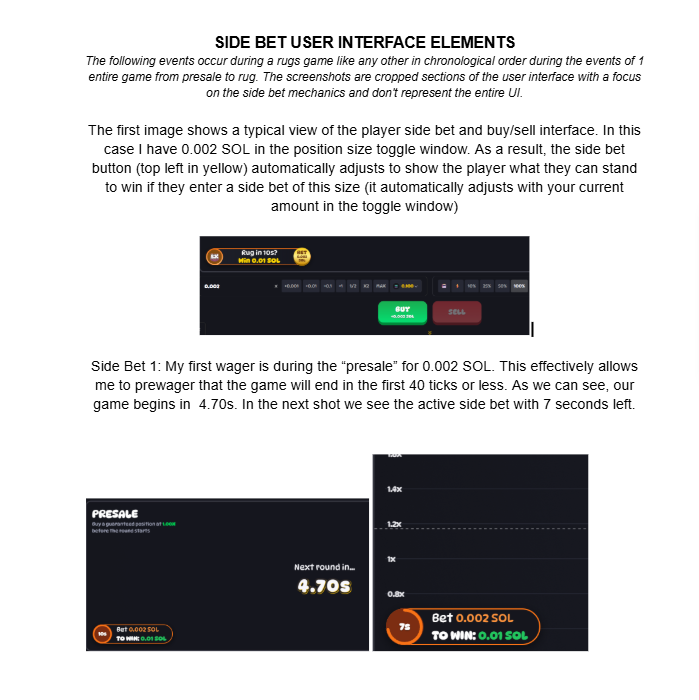 SIDE BET USER INTERFACE ELEMENTS
The following events occur during a rugs game like any other in chronological order during the events of 1
entire game from presale to rug. The screenshots are cropped sections of the user interface with a focus
on the side bet mechanics and don't represent the entire UI.
The first image shows a typical view of the player side bet and buy/sell interface. In this
case I have 0.002 SOL in the position size toggle window. As a result, the side bet
button (top left in yellow) automatically adjusts to show the player what they can stand
to win if they enter a side bet of this size (it automatically adjusts with your current
amount in the toggle window)
5X
Rug in 10s?
Win 0.01 SOL
BET
0.002
SOL
0.002
x +0.001 +0.01 +0.1 +1 1/2 X2 MAX
10% 25% 50% 100%
BUY
+0.002 SOL
SELL
Side Bet 1: My first wager is during the “presale” for 0.002 SOL. This effectively allows
me to prewager that the game will end in the first 40 ticks or less. As we can see, our
game begins in 4.70s. In the next shot we see the active side bet with 7 seconds left.
PRESALE
Buy a guaranteed position at 1.00X
before the round starts
Next round in...
4.70s
10s
Bet 0.002 SOL
TO WIN: 0.01 SOL
1.4x
1.2x
1x
0.8x
7s
Bet 0.002 SOL
TO WIN: 0.01 SOL